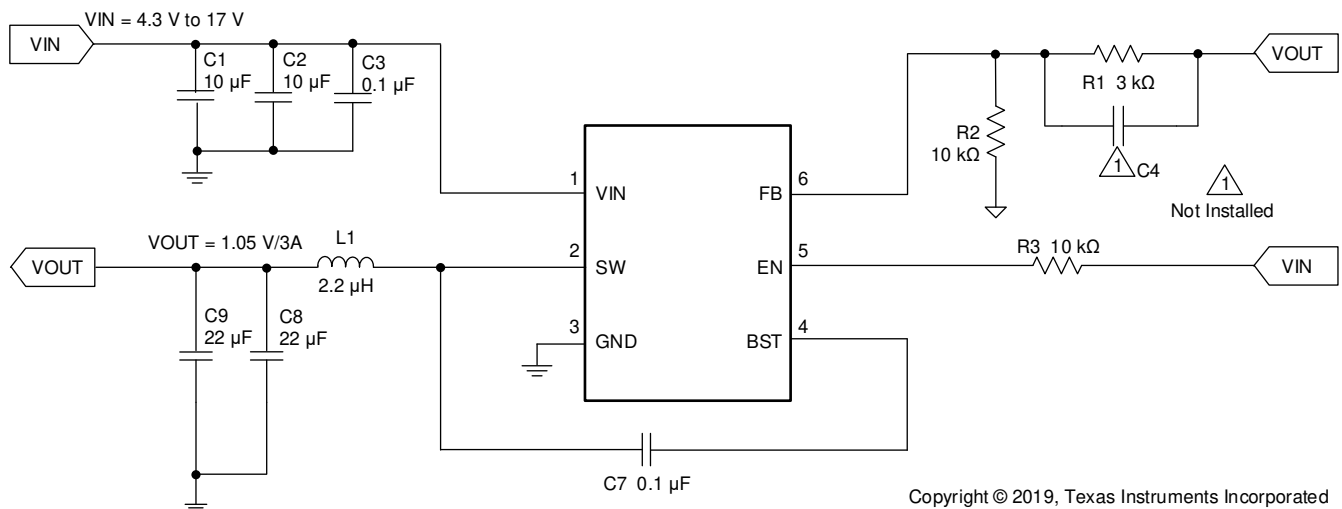 VIN = 4.3 V to 17 V
VIN
C1
10 µF
C2
10 µF
C3
0.1 µF
VOUT
R1 3 kΩ
R2
10 kΩ
1
C4
1
Not Installed
1
VIN
FB
6
VOUT = 1.05 V/3A
L1
VOUT
2.2 µH
2
SW
EN
5
R3 10 kΩ
VIN
C9
22 µF
C8
22 µF
3
GND
BST
4
C7 0.1 µF
Copyright © 2019, Texas Instruments Incorporated